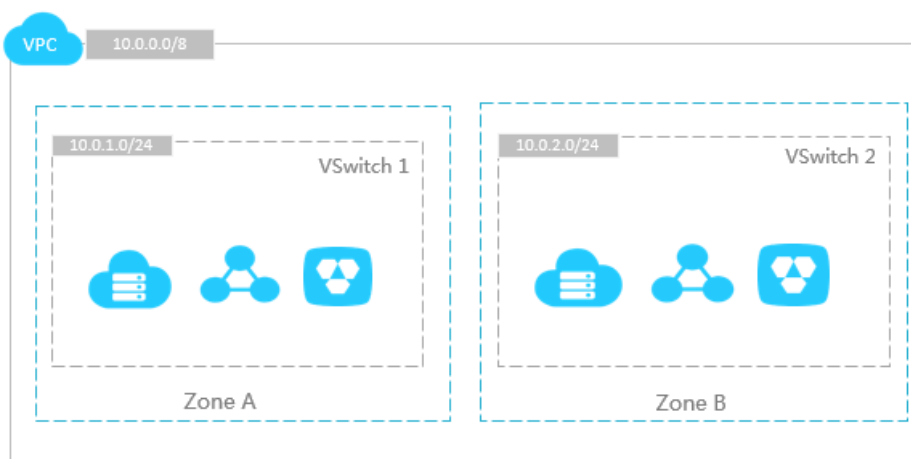 VPC
10.0.0.0/8
10.0.1.0/24
VSwitch 1
Zone A
10.0.2.0/24
VSwitch 2
Zone B